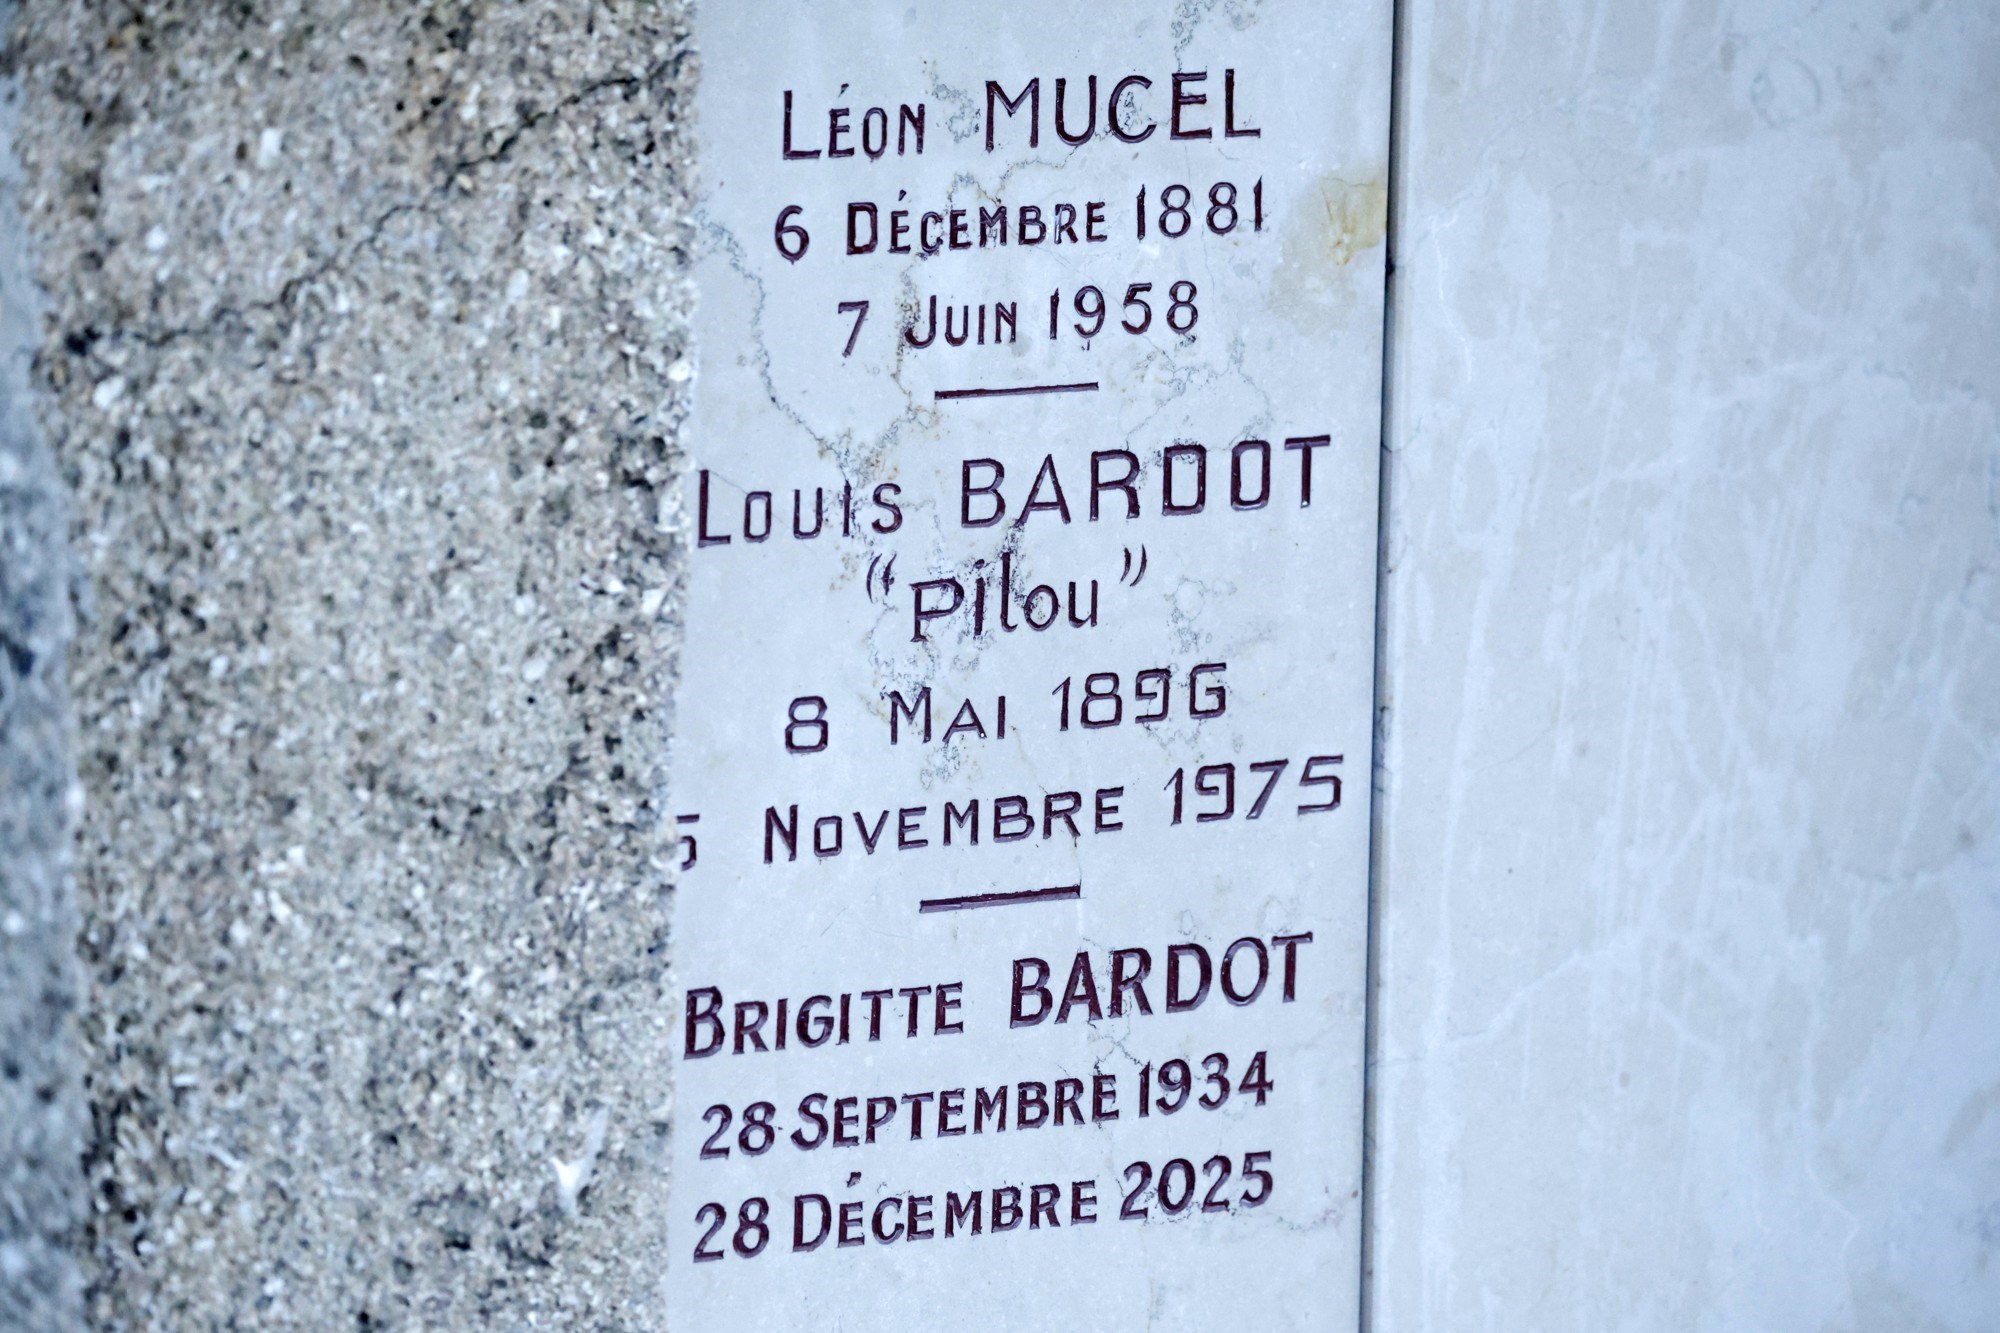 Léon MUCEL
6 Décembre 1881
7 Juin 1958
Louis BARDOT
“Pilou”
8 Mai 1896
5 Novembre 1975
Brigitte BARDOT
28 Septembre 1934
28 Décembre 2025